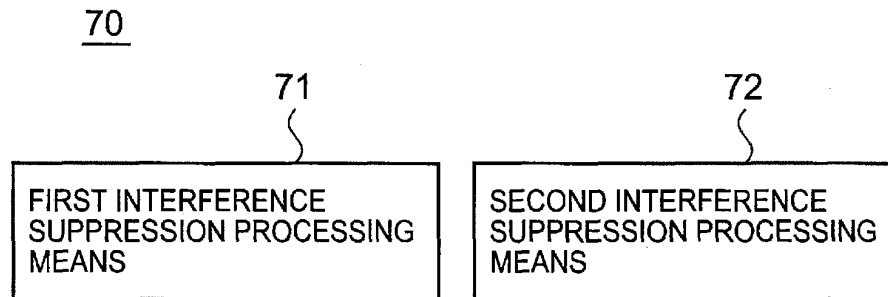 70
71
72
FIRST INTERFERENCE
SUPPRESSION PROCESSING
MEANS
SECOND INTERFERENCE
SUPPRESSION PROCESSING
MEANS